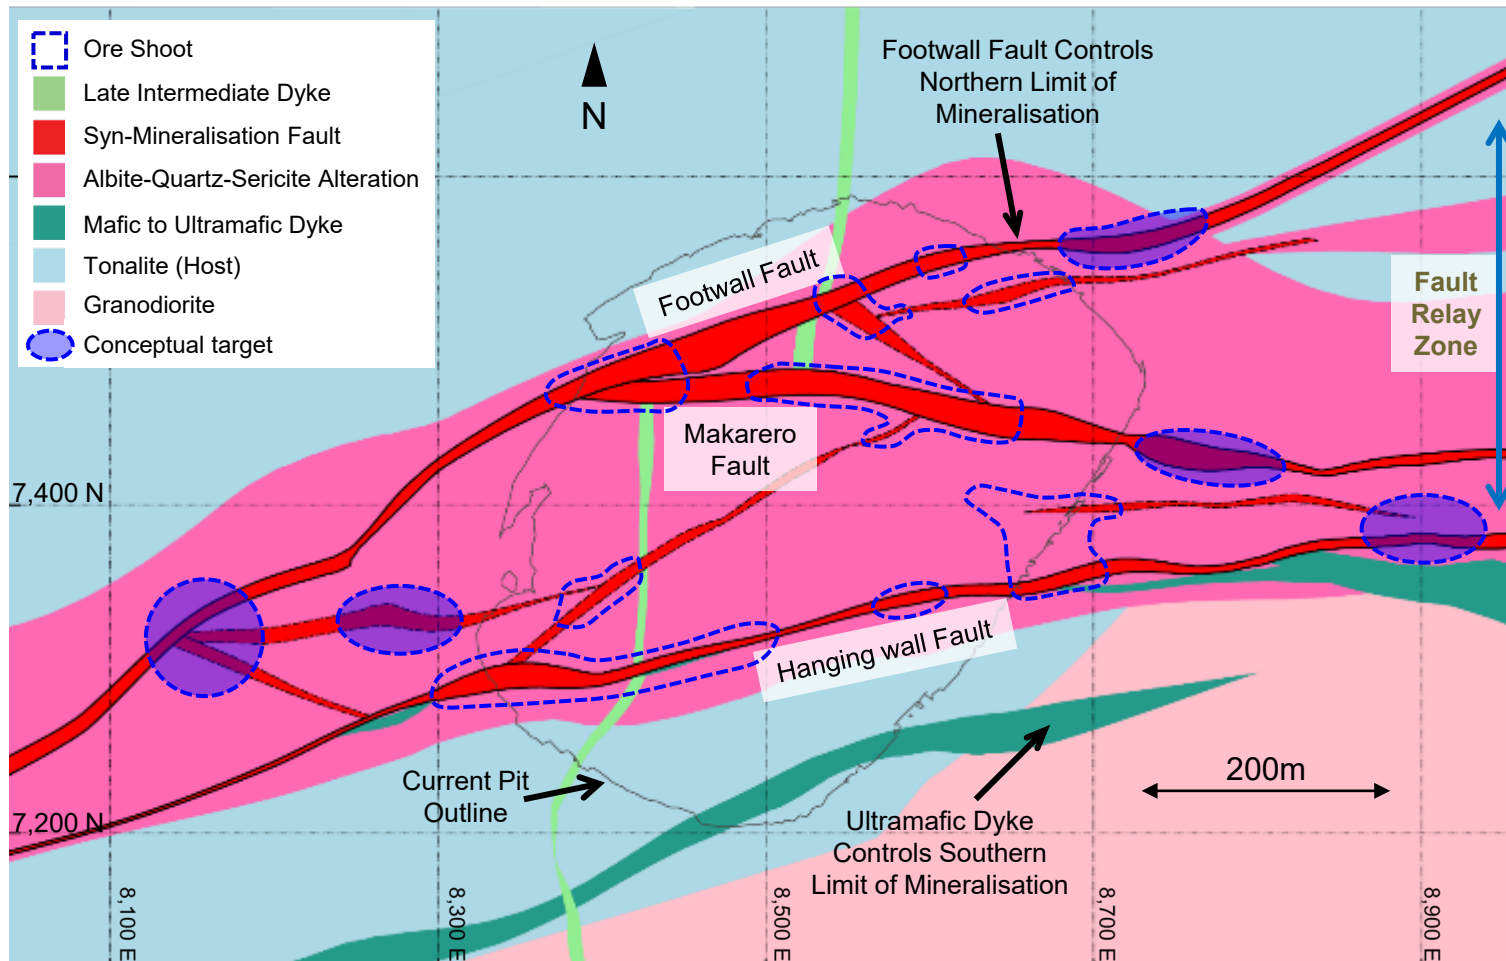 Ore Shoot
Late Intermediate Dyke
Syn-Mineralisation Fault
Albite-Quartz-Sericite Alteration
Mafic to Ultramafic Dyke
Tonalite (Host)
Granodiorite
Conceptual target
N
Footwall Fault Controls
Northern Limit of
Mineralisation
Footwall Fault
Fault
Relay
Zone
Makarero
Fault
7,400 N
Hanging wall Fault
Current Pit
Outline
200m
7,200 N
Ultramafic Dyke
Controls Southern
Limit of Mineralisation
8,100 E
8,300 E
8,500 E
8,700 E
8,900 E